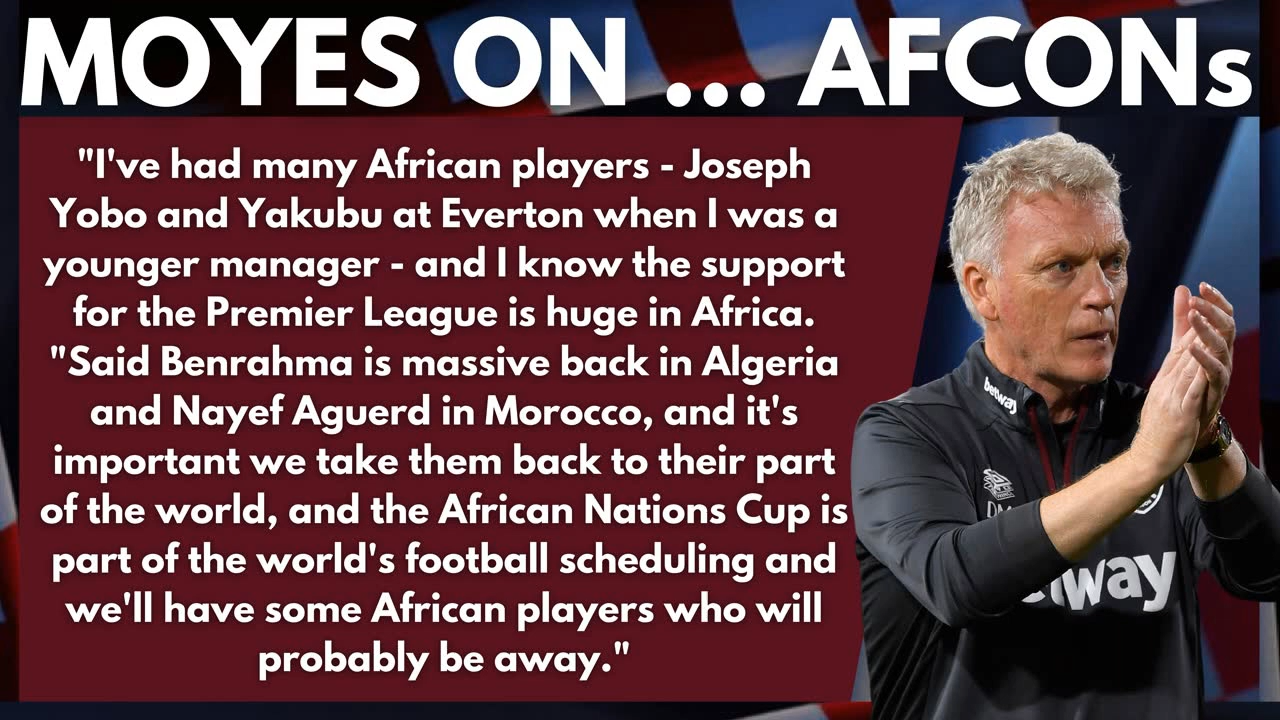 MOYES ON ... AFCONs
"I've had many African players - Joseph
Yobo and Yakubu at Everton when I was a
younger manager - and I know the support
for the Premier League is huge in Africa.
"Said Benrahma is massive back in Algeria
and Nayef Aguerd in Morocco, and it's
important we take them back to their part
of the world, and the African Nations Cup is
part of the world's football scheduling and
we'll have some African players who will
probably be away."
betway
DM
etway